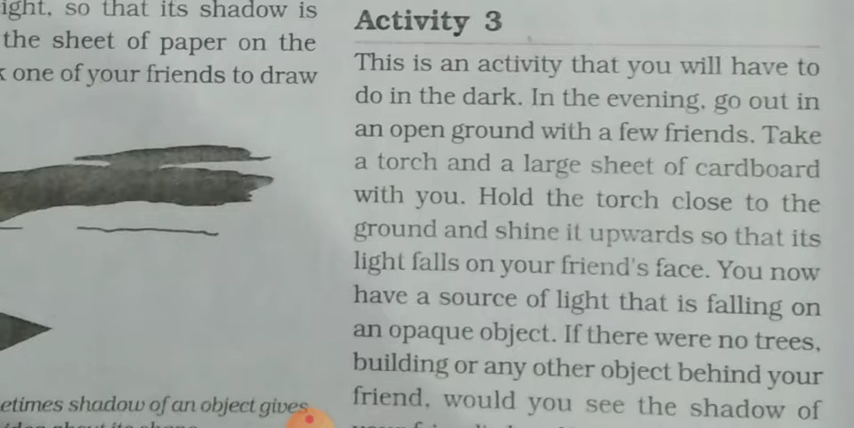 ight, so that its shadow is
the sheet of paper on the
one of your friends to draw
etimes shadow of an object gives
Activity 3
This is an activity that you will have to
do in the dark. In the evening, go out in
an open ground with a few friends. Take
a torch and a large sheet of cardboard
with you. Hold the torch close to the
ground and shine it upwards so that its
light falls on your friend's face. You now
have a source of light that is falling on
an opaque object. If there were no trees,
building or any other object behind your
friend, would you see the shadow of